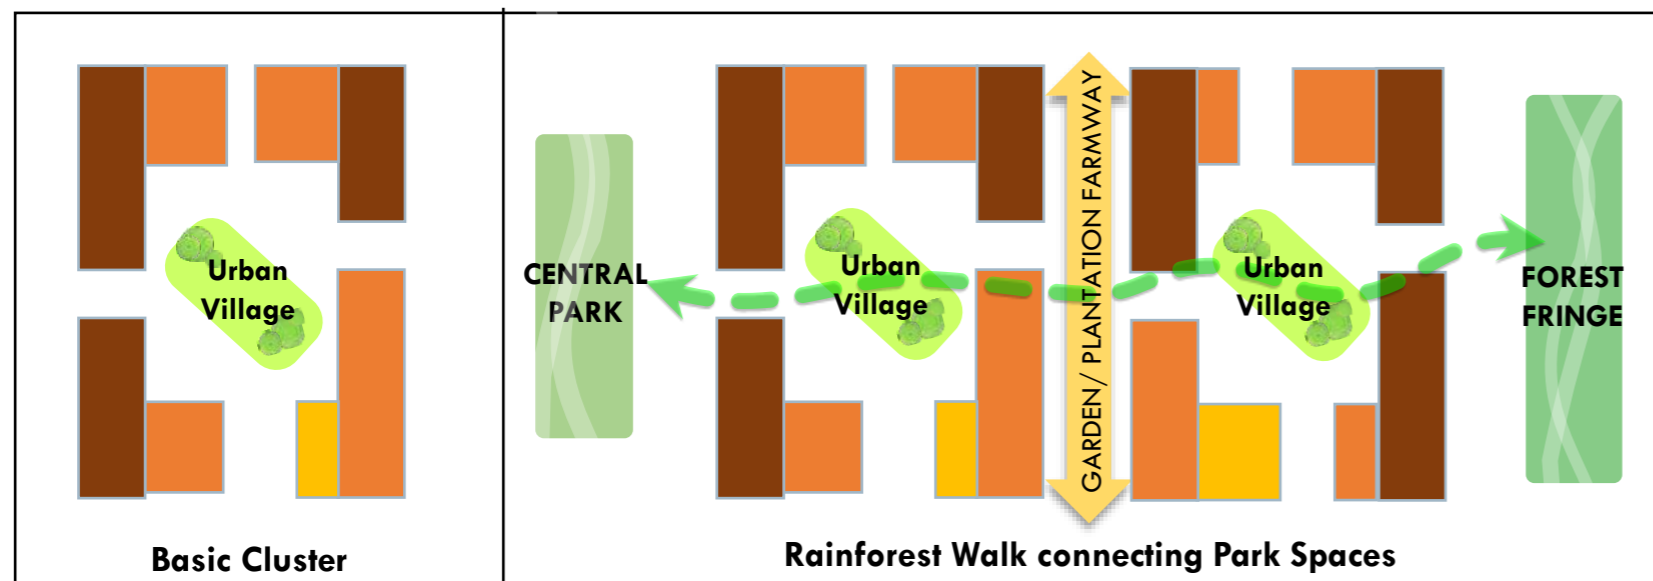 Urban
Village
Basic Cluster
CENTRAL
PARK
Urban
Village
GARDEN/ PLANTATION FARMWAY
Urban
Village
FOREST
FRINGE
Rainforest Walk connecting Park Spaces